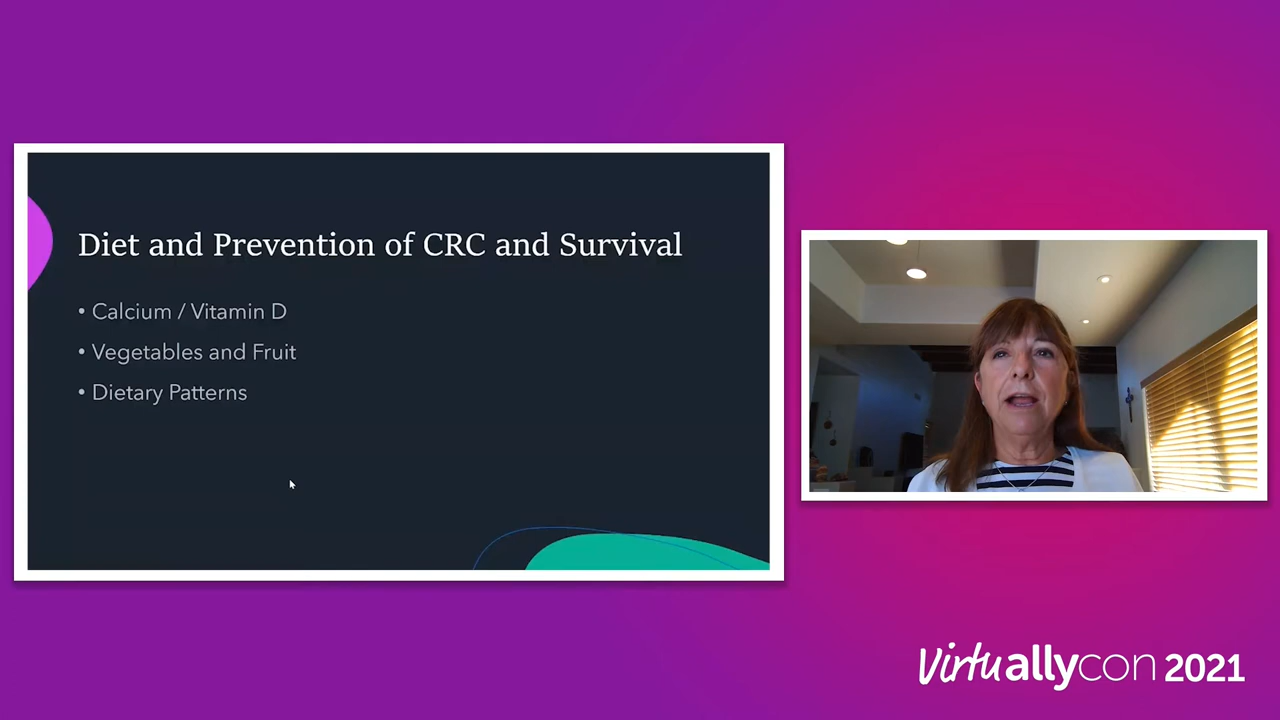 Diet and Prevention of CRC and Survival
• Calcium / Vitamin D
• Vegetables and Fruit
• Dietary Patterns
Virtuallycon 2021